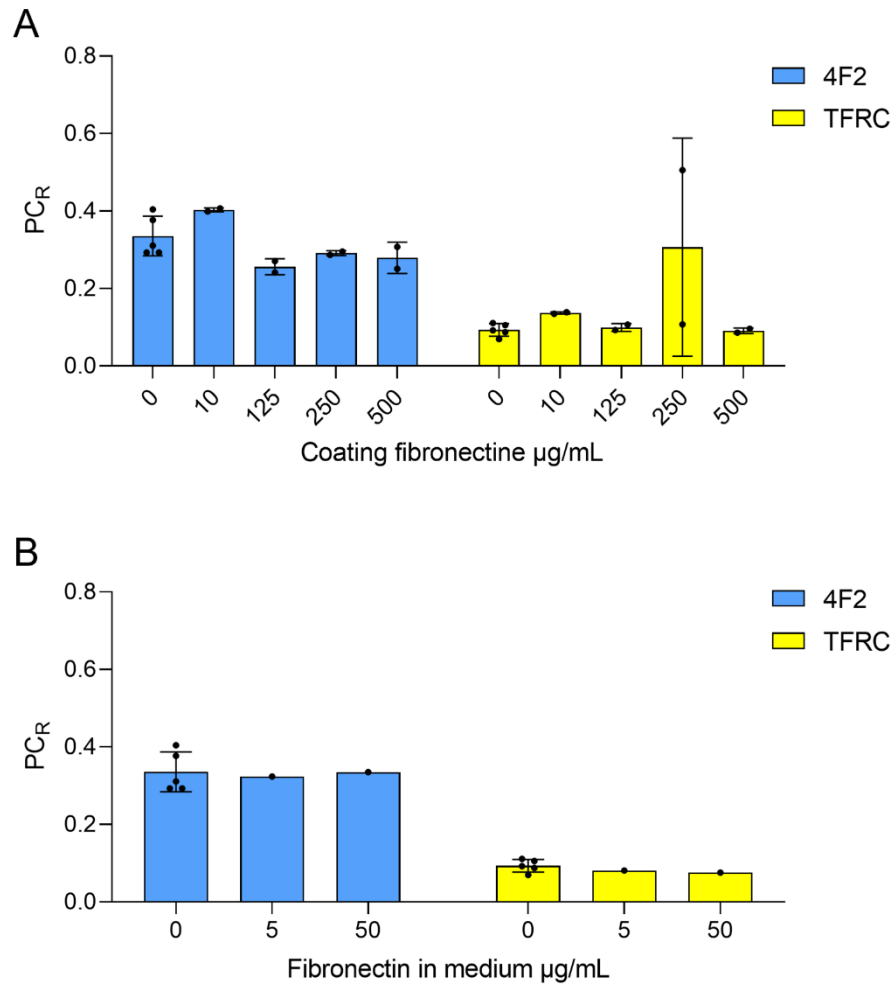 A
0.8
0.6
0.4
0.2
0.0
PCR
4F2
TFRC
0 10 125 250 500 0 10 125 250 500
Coating fibronectine µg/mL
B
0.8
0.6
0.4
0.2
0.0
PCR
4F2
TFRC
0 5 50 0 5 50
Fibronectin in medium µg/mL